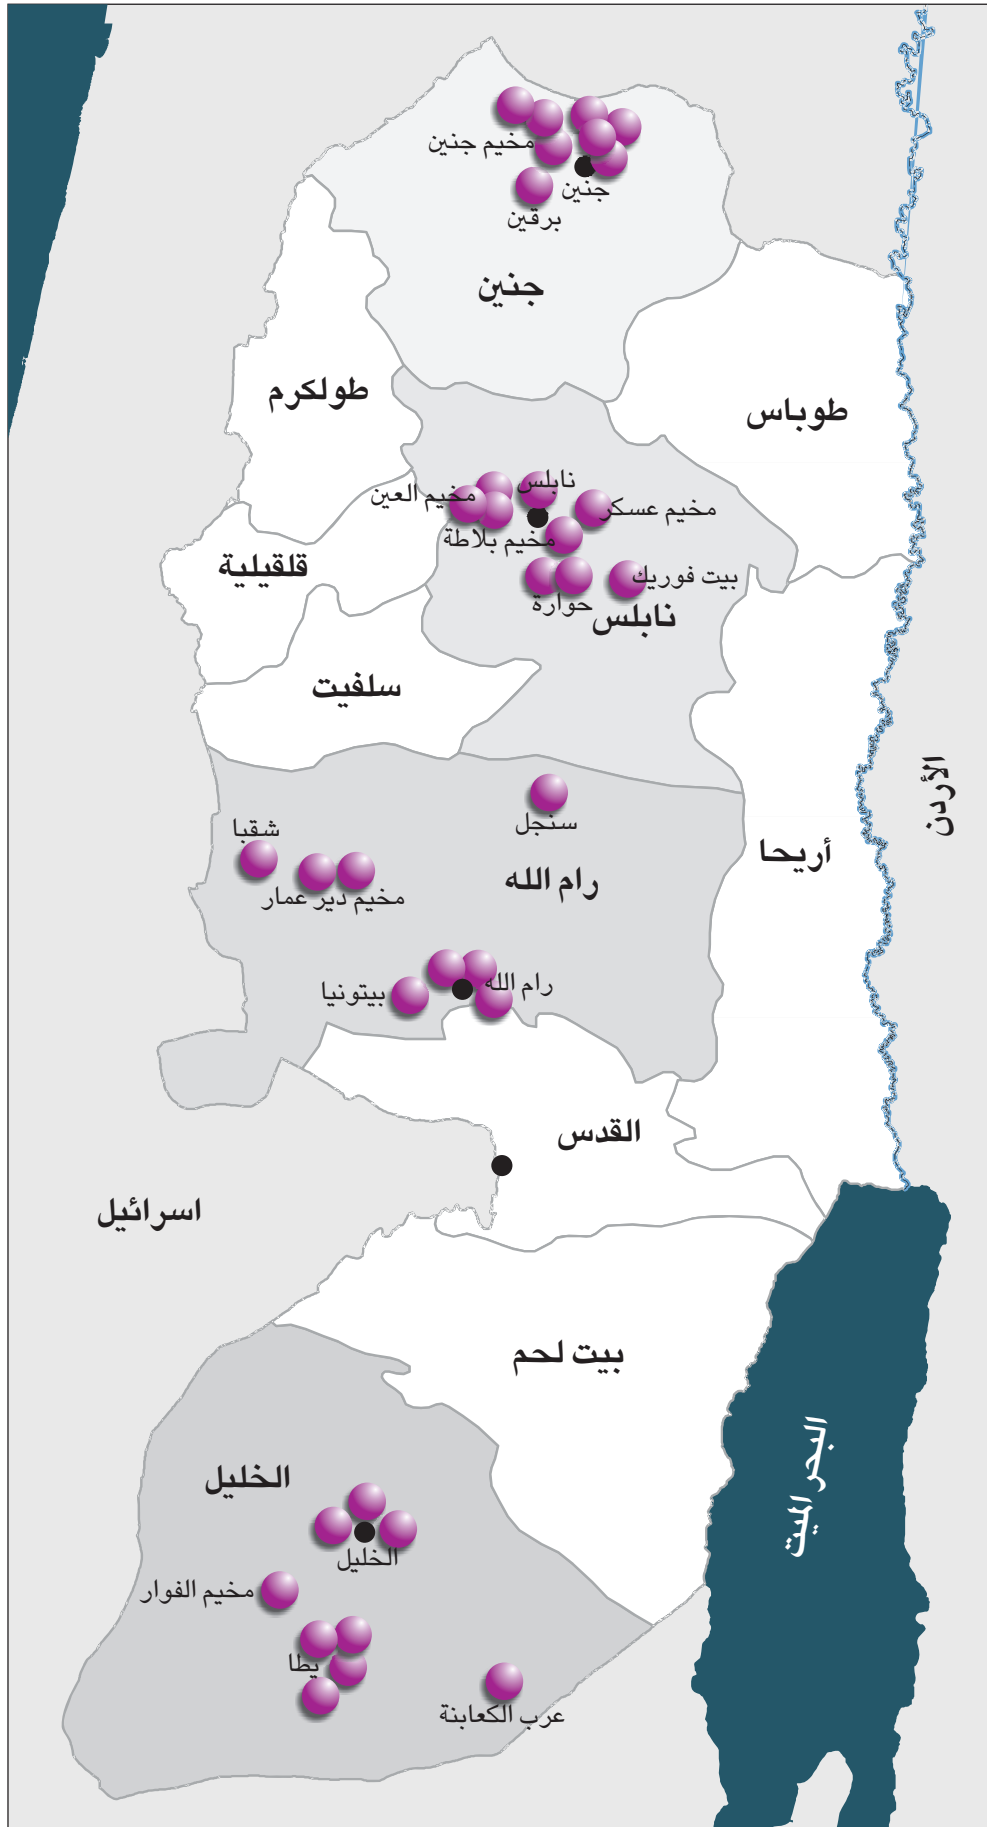 مخيم جنين
جنين
برقين
جنين
طولكرم
طوباس
نابلس
مخيم العين
مخيم عسكر
مخيم بلاطة
قلقيلية
بيت فوريك
حوارة
نابلس
سلفيت
الأردن
سنجل
شقبا
أريحا
رام الله
مخيم دير عمار
رام الله
بيتونيا
القدس
اسرائيل
بيت لحم
البحر الميت
الخليل
الخليل
مخيم الفوار
يطا
عرب الكعابنة